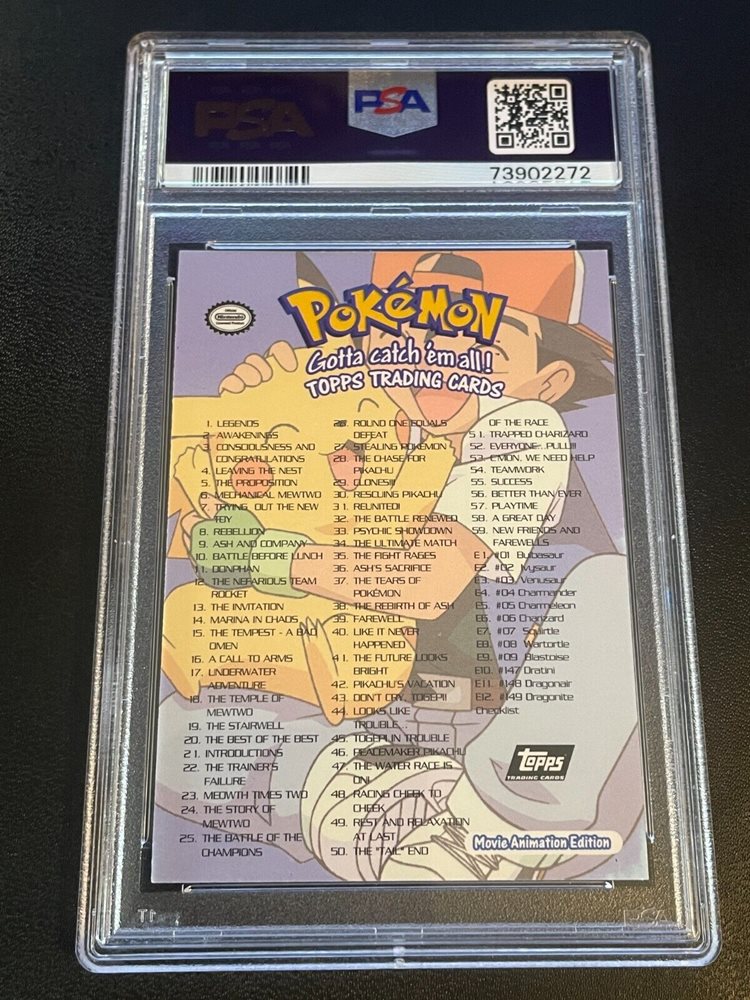 PSA
PSA
73902272
Official
Nintendo
Licensed Product
POKéMON
Gotta catch 'em all!
TOPPS TRADING CARDS
1. LEGENDS
2. AWAKENINGS
3. CONSCIOUSNESS AND
CONGRATULATIONS
4. LEAVING THE NEST
5. THE PROPOSITION
6. MECHANICAL MEWTWO
7. TRYING OUT THE NEW
TOY
8. REBELLION
9. ASH AND COMPANY
10. BATTLE BEFORE LUNCH
11. DONPHAN
12. THE NEFARIOUS TEAM
ROCKET
13. THE INVITATION
14. MARINA IN CHAOS
15. THE TEMPEST - A BAD
OMEN
16. A CALL TO ARMS
17. UNDERWATER
ADVENTURE
18. THE TEMPLE OF
MEWTWO
19. THE STAIRWELL
20. THE BEST OF THE BEST
21. INTRODUCTIONS
22. THE TRAINER'S
FAILURE
23. MEOWTH TIMES TWO
24. THE STORY OF
MEWTWO
25. THE BATTLE OF THE
CHAMPIONS
26. ROUND ONE EQUALS
DEFEAT
27. STEALING POKÉMON
28. THE CHASE FOR
PIKACHU
29. CLONES!!!
30. RESCUING PIKACHU
31. REUNITED!
32. THE BATTLE RENEWED
33. PSYCHIC SHOWDOWN
34. THE ULTIMATE MATCH
35. THE FIGHT RAGES
36. ASH'S SACRIFICE
37. THE TEARS OF
POKÉMON
38. THE REBIRTH OF ASH
39. FAREWELL
40. LIKE IT NEVER
HAPPENED
41. THE FUTURE LOOKS
BRIGHT
42. PIKACHU'S VACATION
43. DON'T CRY, TOGEPI!
44. LOOKS LIKE
TROUBLE...
45. TOGEPI IN TROUBLE
46. PEACEMAKER PIKACHU
47. THE WATER RACE IS
ON!
48. RACING CHEEK TO
CHEEK
49. REST AND RELAXATION
AT LAST
50. THE "TAIL" END
OF THE RACE
51. TRAPPED CHARIZARD
52. EVERYONE...PULL!!!
53. C'MON, WE NEED HELP
54. TEAMWORK
55. SUCCESS
56. BETTER THAN EVER
57. PLAYTIME
58. A GREAT DAY
59. NEW FRIENDS AND
FAREWELLS
E1. #01 Bulbasaur
E2. #02 Ivysaur
E3. #03 Venusaur
E4. #04 Charmander
E5. #05 Charmeleon
E6. #06 Charizard
E7. #07 Squirtle
E8. #08 Wartortle
E9. #09 Blastoise
E10. #147 Dratini
E11. #148 Dragonair
E12. #149 Dragonite
Checklist
Topps
TRADING CARDS
Movie Animation Edition
PSA